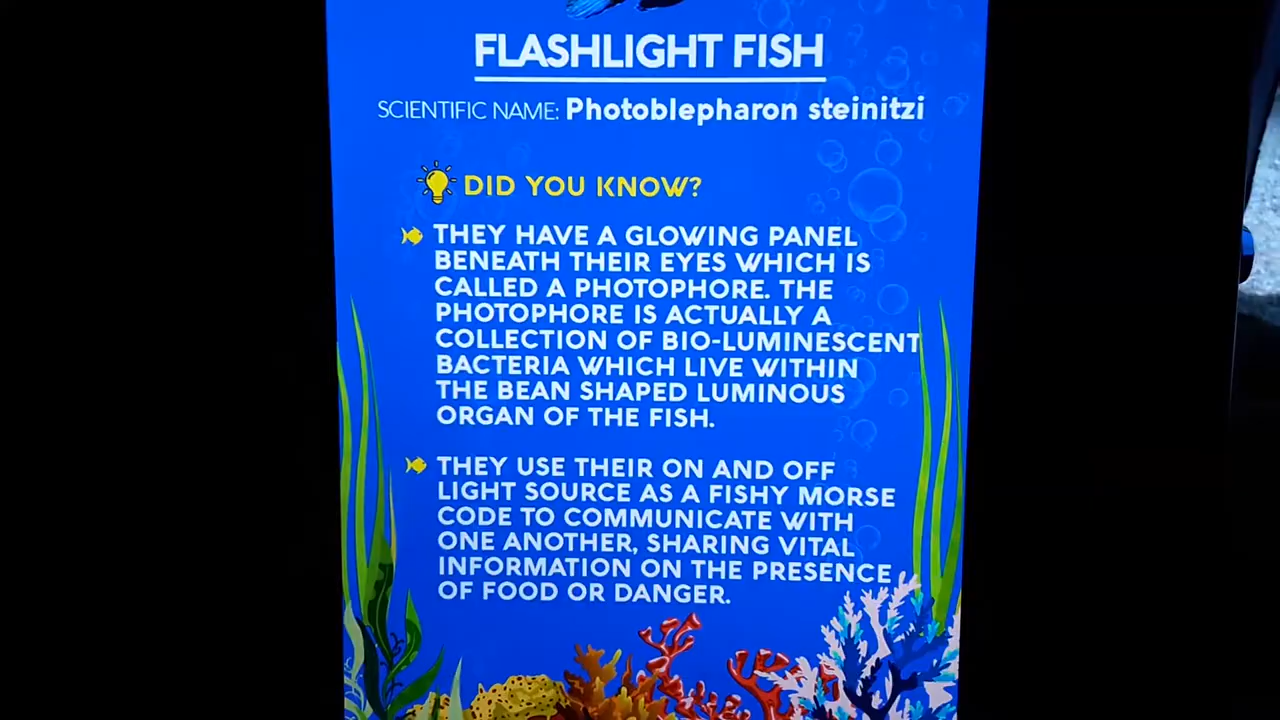 FLASHLIGHT FISH
SCIENTIFIC NAME: Photoblepharon steinitzi
DID YOU KNOW?
THEY HAVE A GLOWING PANEL
BENEATH THEIR EYES WHICH IS
CALLED A PHOTOPHORE. THE
PHOTOPHORE IS ACTUALLY A
COLLECTION OF BIO-LUMINESCENT
BACTERIA WHICH LIVE WITHIN
THE BEAN SHAPED LUMINOUS
ORGAN OF THE FISH.
THEY USE THEIR ON AND OFF
LIGHT SOURCE AS A FISHY MORSE
CODE TO COMMUNICATE WITH
ONE ANOTHER, SHARING VITAL
INFORMATION ON THE PRESENCE
OF FOOD OR DANGER.